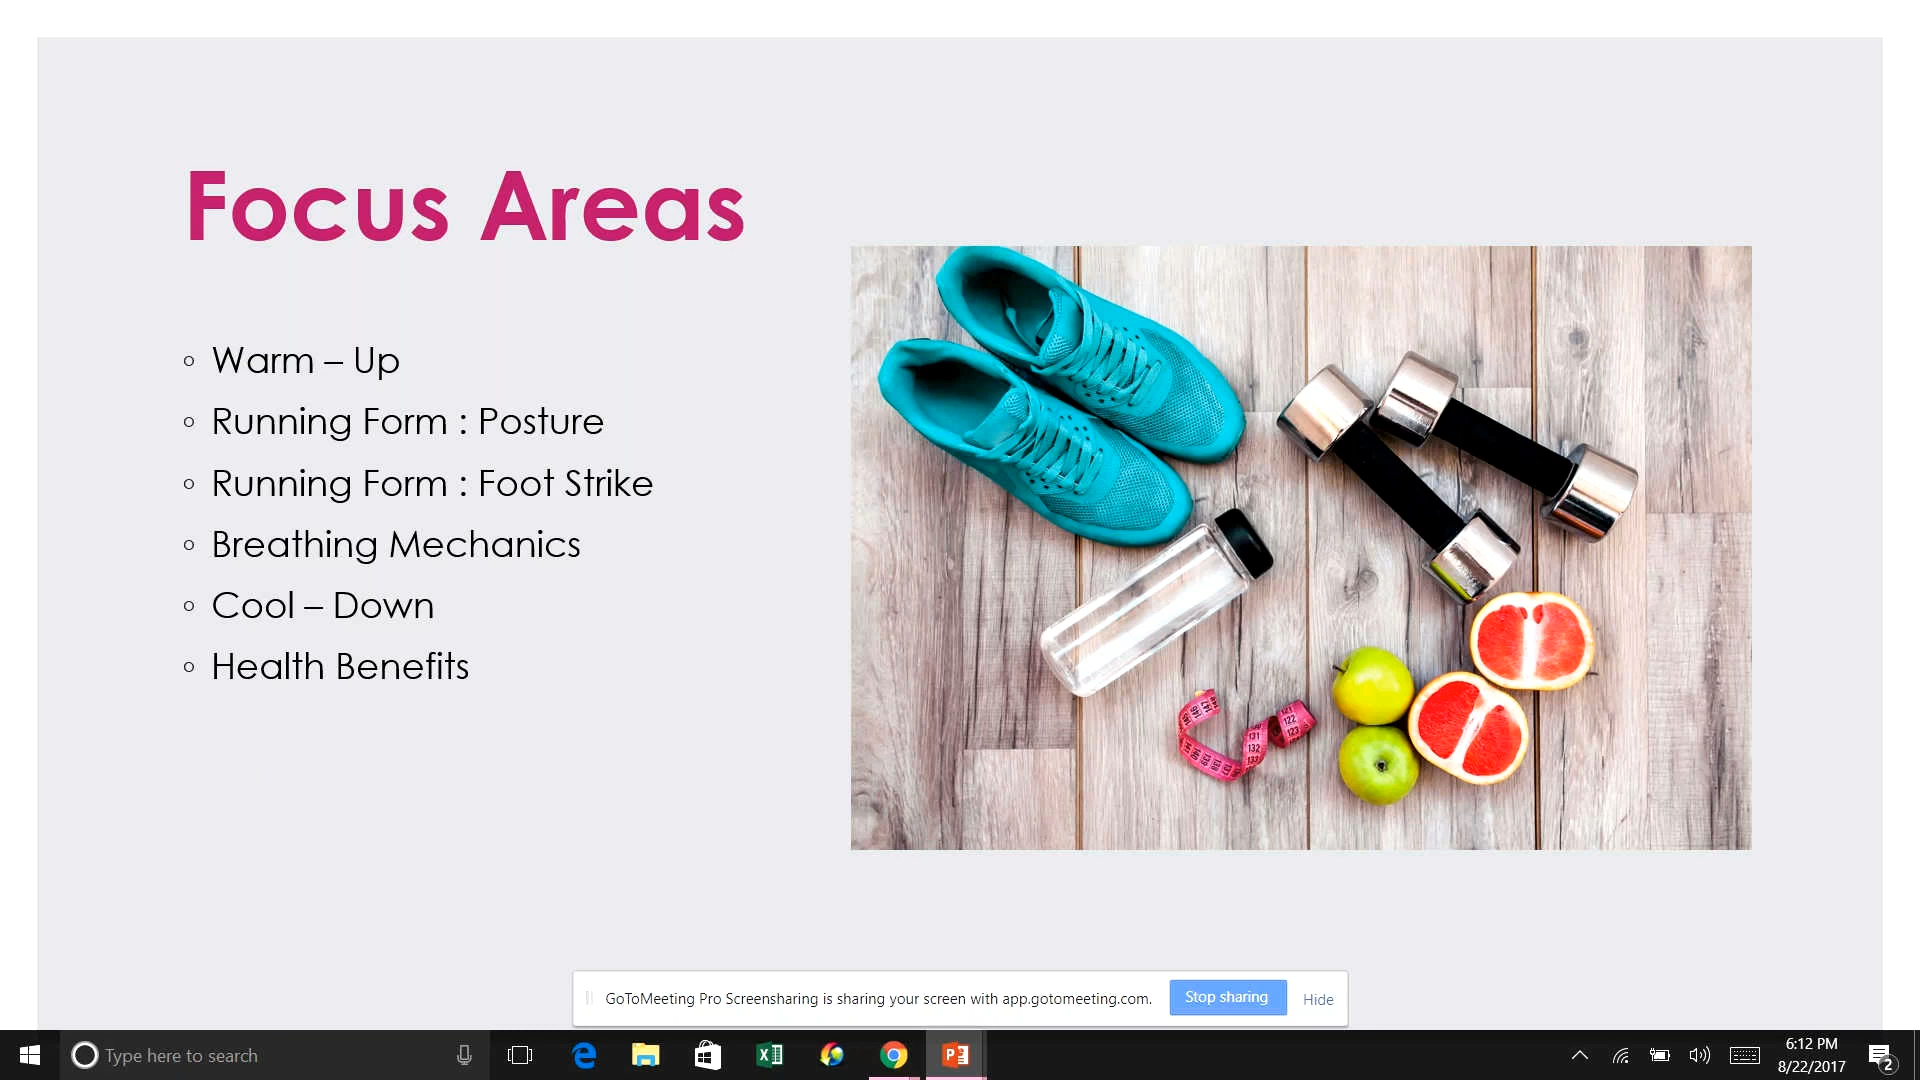 Focus Areas
Warm – Up
Running Form : Posture
Running Form : Foot Strike
Breathing Mechanics
Cool – Down
Health Benefits
GoToMeeting Pro Screensharing is sharing your screen with app.gotomeeting.com.
Stop sharing
Hide
Type here to search
6:12 PM
8/22/2017
2